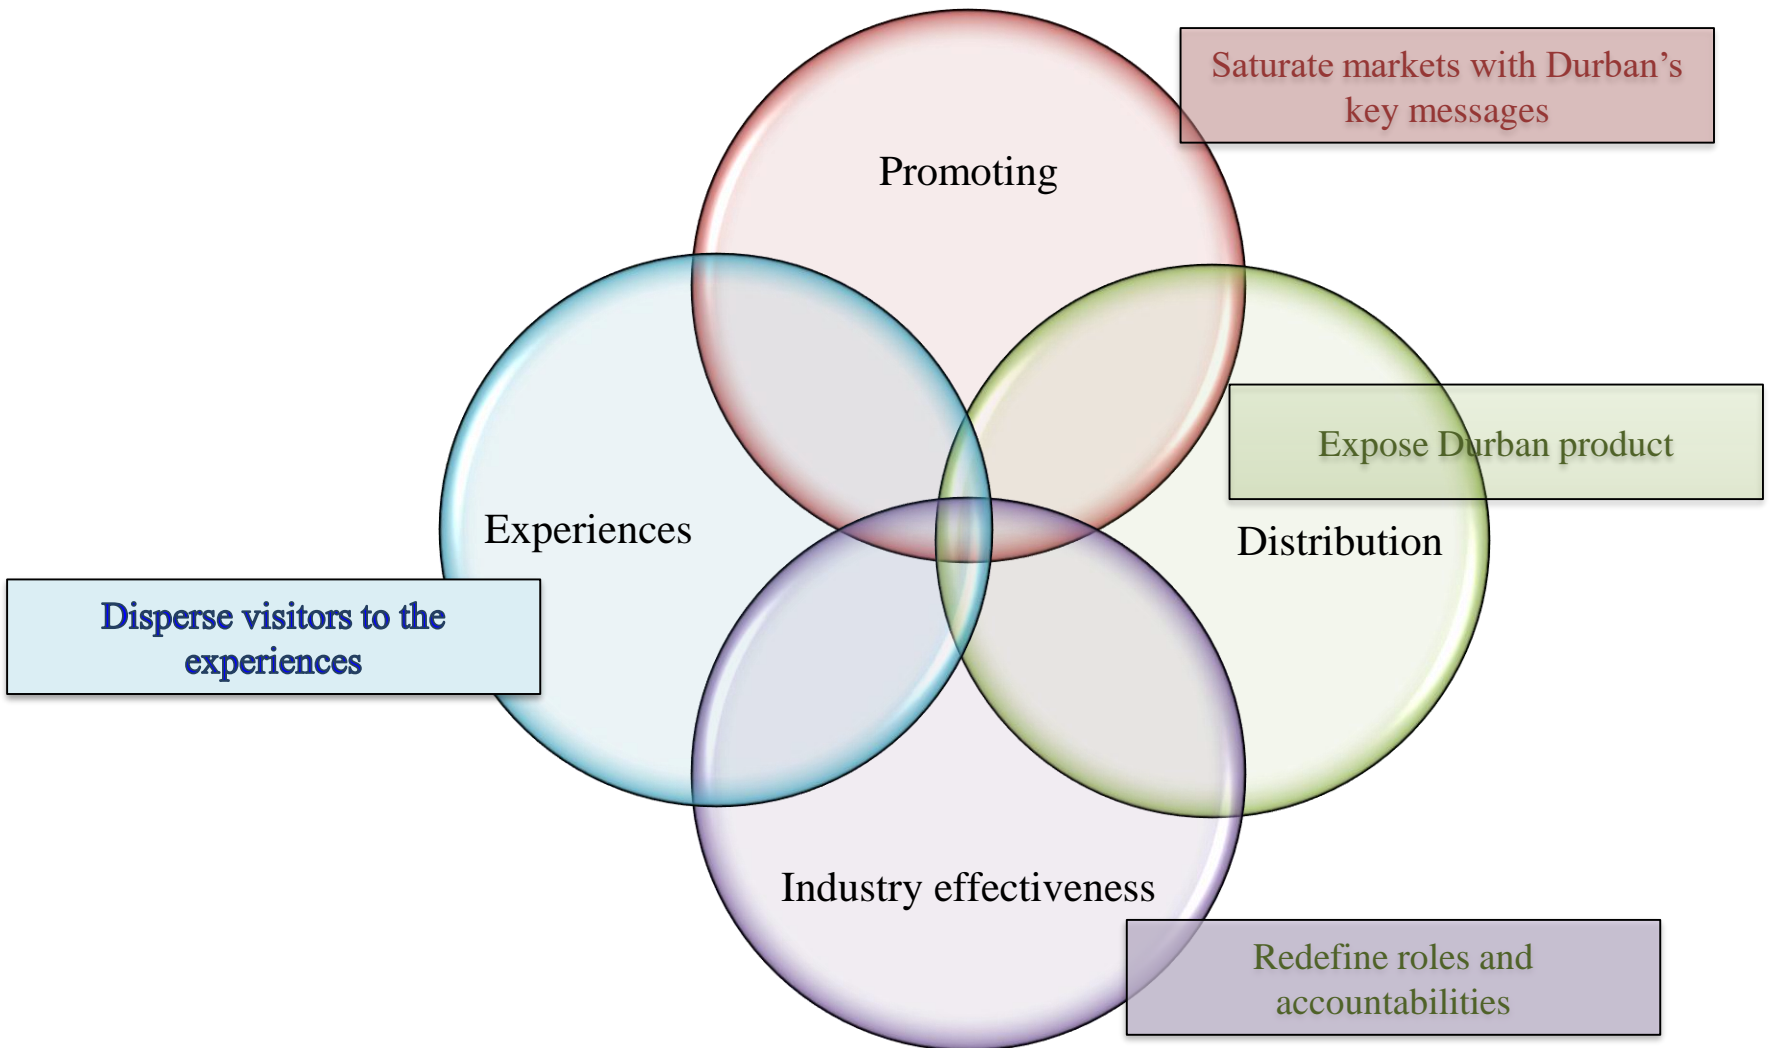 Saturate markets with Durban’s
key messages
Promoting
Expose Durban product
Experiences
Distribution
Disperse visitors to the
experiences
Industry effectiveness
Redefine roles and
accountabilities